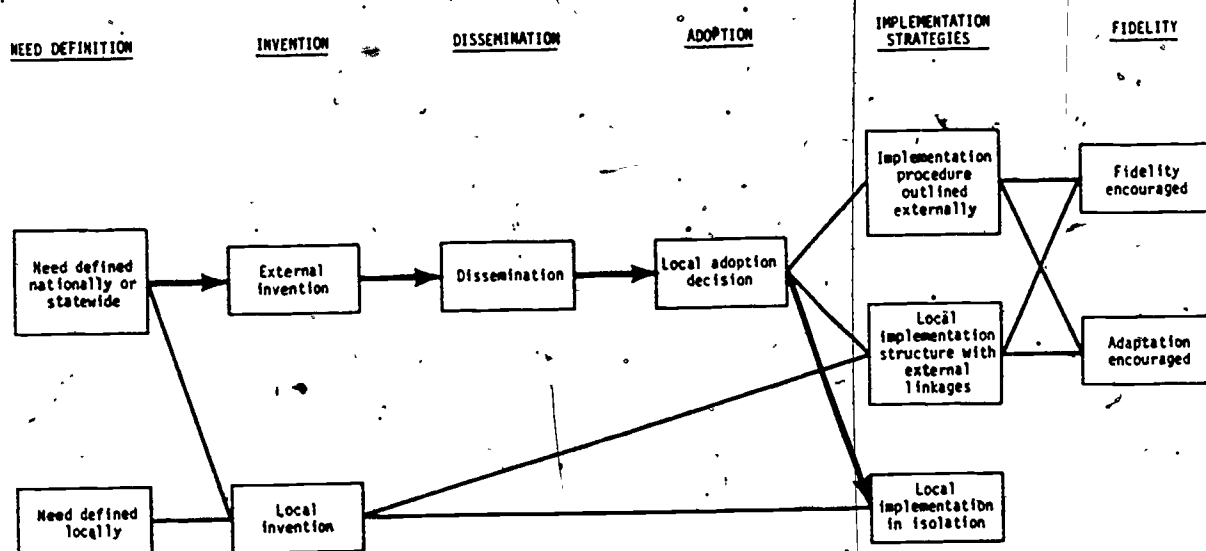 NEED DEFINITION
INVENTION
DISSEMINATION
ADOPTION
IMPLEMENTATION
STRATEGIES
FIDELITY
Need defined
nationally or
statewide
External
invention
Dissemination
Local adoption
decision
Implementation
procedure
outlined
externally
Fidelity
encouraged
Local
implementation
structure with
external
linkages
Adaptation
encouraged
Need defined
locally
Local
invention
Local
implementation
in isolation